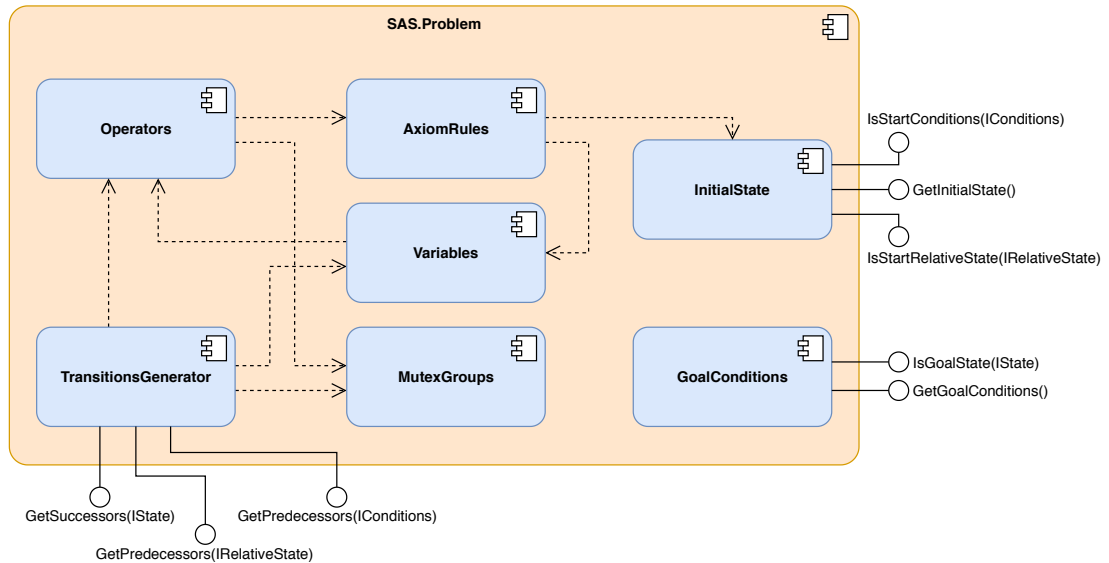 SAS.Problem
Operators
AxiomRules
InitialState
IsStartConditions(IConditions)
GetInitialState()
IsStartRelativeState(IRelativeState)
Variables
TransitionsGenerator
MutexGroups
GoalConditions
IsGoalState(IState)
GetGoalConditions()
GetSuccessors(IState)
GetPredecessors(IConditions)
GetPredecessors(IRelativeState)